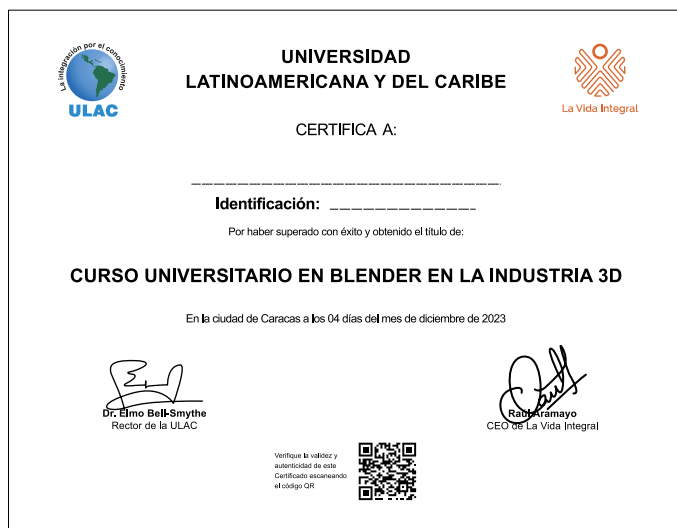 La integración por el conocimiento
ULAC
UNIVERSIDAD
LATINOAMERICANA Y DEL CARIBE
La Vida Integral
CERTIFICA A:
Identificación:
Por haber superado con éxito y obtenido el título de:
CURSO UNIVERSITARIO EN BLENDER EN LA INDUSTRIA 3D
En la ciudad de Caracas a los 04 días del mes de diciembre de 2023
Dr. Elmo Bell-Smythe
Rector de la ULAC
Raúl Aramayo
CEO de La Vida Integral
Verifique la validez y
autenticidad de este
Certificado escaneando
el código QR